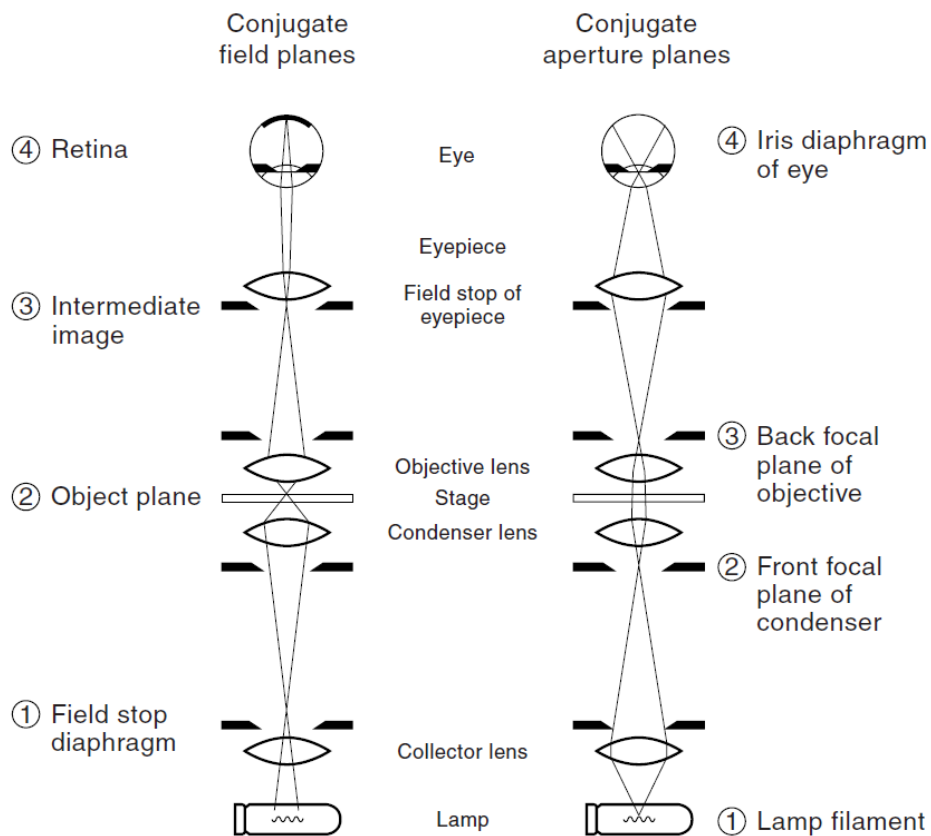 Conjugate
field planes
Conjugate
aperture planes
④ Retina
Eye
④ Iris diaphragm
of eye
Eyepiece
③ Intermediate
image
Field stop of
eyepiece
③ Back focal
plane of
objective
Objective lens
② Object plane
Stage
Condenser lens
② Front focal
plane of
condenser
① Field stop
diaphragm
Collector lens
Lamp
① Lamp filament